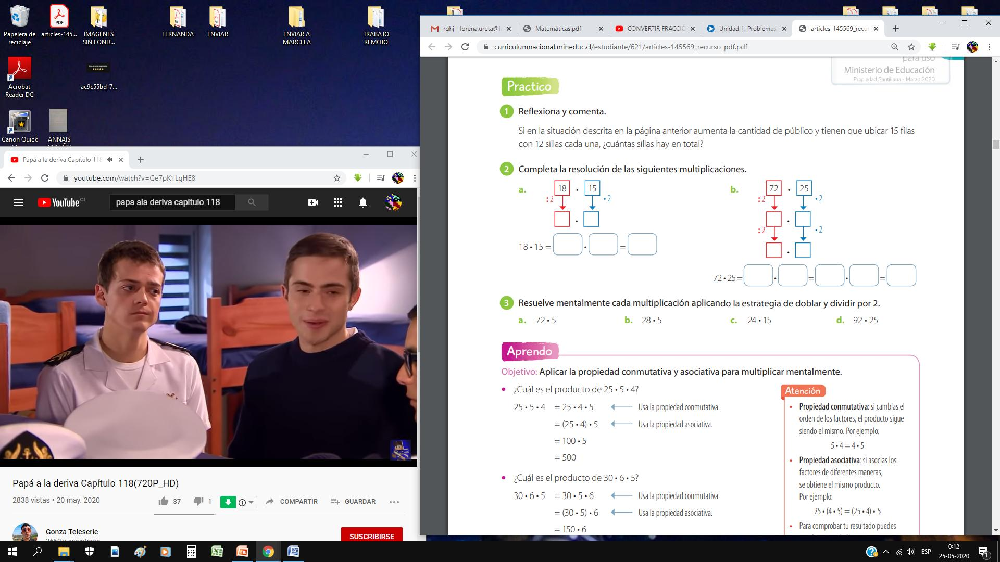 Papelera de reciclaje
articles-145...
IMAGENES SIN FOND...
FERNANDA
ENVIAR
ENVIAR A MARCELA
TRABAJO REMOTO
Acrobat Reader DC
ac9c55bd-7...
Canon Quick
ANNAIS
Papá a la deriva Capítulo 118
youtube.com/watch?v=Ge7pK1LgHE8
YouTube CL
papa ala deriva capitulo 118
Papá a la deriva Capítulo 118(720P_HD)
2838 vistas • 20 may. 2020
37
1
COMPARTIR
GUARDAR
Gonza Teleserie
2660 suscriptores
SUSCRIBIRSE
rghj - lorena.ureta@l
Matemáticas.pdf
CONVERTIR FRACCIÓ
Unidad 1. Problemas
articles-145569_recu
curriculumnacional.mineduc.cl/estudiante/621/articles-145569_recurso_pdf.pdf
para uso
Ministerio de Educación
Propiedad Santillana - Marzo 2020
Practico
1 Reflexiona y comenta.
Si en la situación descrita en la página anterior aumenta la cantidad de público y tienen que ubicar 15 filas
con 12 sillas cada una, ¿cuántas sillas hay en total?
2 Completa la resolución de las siguientes multiplicaciones.
a. 18 • 15
: 2 • 2
•
18 • 15 = • =
b. 72 • 25
: 2 • 2
•
: 2 • 2
•
72 • 25 = • = • =
3 Resuelve mentalmente cada multiplicación aplicando la estrategia de doblar y dividir por 2.
a. 72 • 5 b. 28 • 5 c. 24 • 15 d. 92 • 25
Aprendo
Objetivo: Aplicar la propiedad conmutativa y asociativa para multiplicar mentalmente.
• ¿Cuál es el producto de 25 • 5 • 4?
25 • 5 • 4 = 25 • 4 • 5 Usa la propiedad conmutativa.
= (25 • 4) • 5 Usa la propiedad asociativa.
= 100 • 5
= 500
• ¿Cuál es el producto de 30 • 6 • 5?
30 • 6 • 5 = 30 • 5 • 6 Usa la propiedad conmutativa.
= (30 • 5) • 6 Usa la propiedad asociativa.
= 150 • 6
Atención
• Propiedad conmutativa: si cambias el
orden de los factores, el producto sigue
siendo el mismo. Por ejemplo:
5 • 4 = 4 • 5
• Propiedad asociativa: si asocias los
factores de diferentes maneras,
se obtiene el mismo producto.
Por ejemplo:
25 • (4 • 5) = (25 • 4) • 5
• Para comprobar tu resultado puedes
ESP
0:12
25-05-2020
1